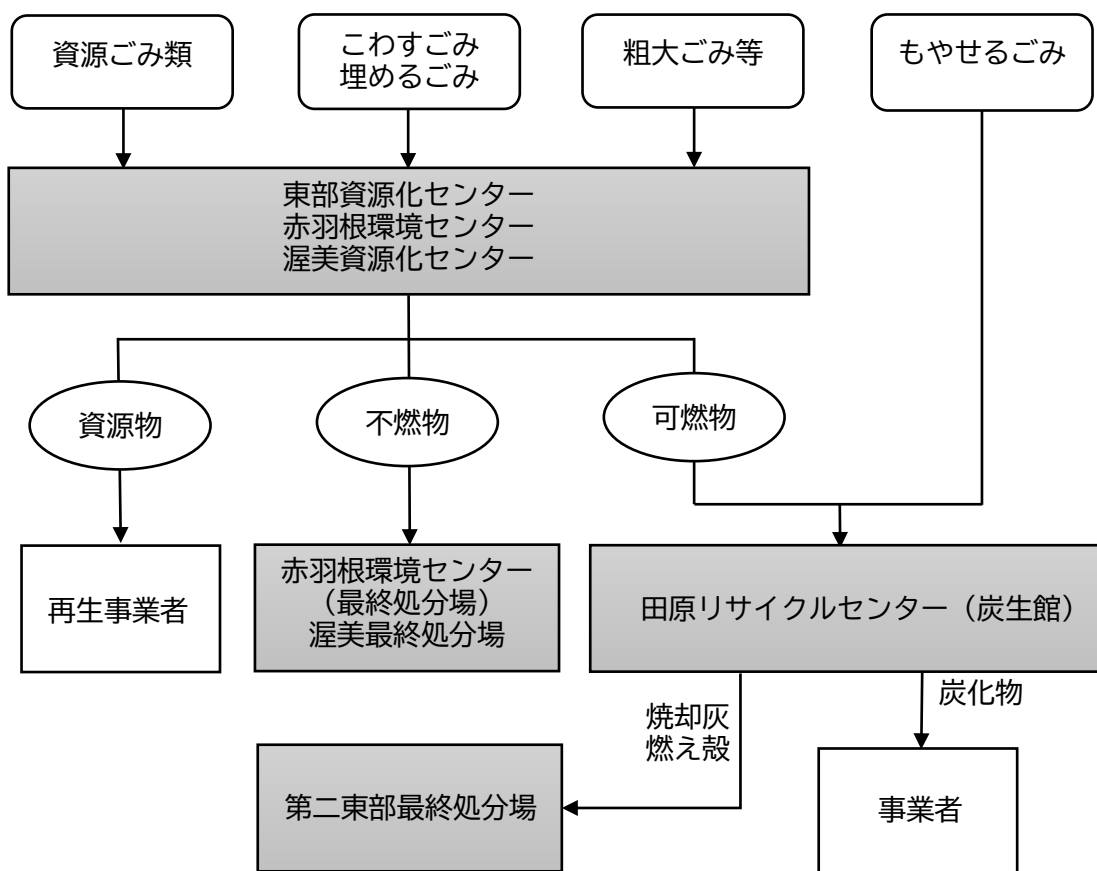 資源ごみ類
こわすごみ
埋めるごみ
粗大ごみ等
もやせるごみ
東部資源化センター
赤羽根環境センター
渥美資源化センター
資源物
不燃物
可燃物
再生事業者
赤羽根環境センター
（最終処分場）
渥美最終処分場
田原リサイクルセンター（炭生館）
焼却灰
燃え殻
炭化物
第二東部最終処分場
事業者